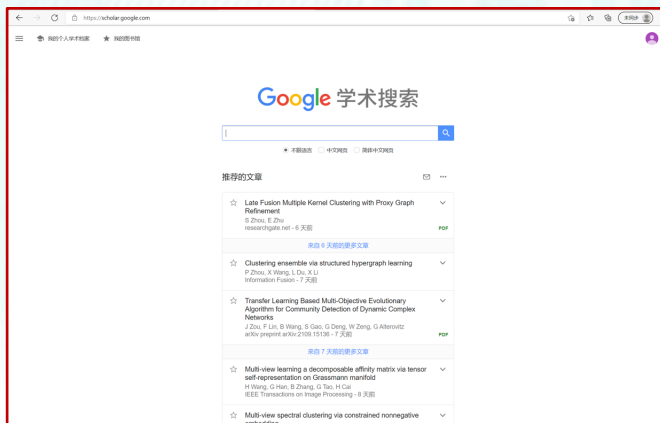 https://scholar.google.com
未同步
我的个人学术档案
我的图书馆
Google 学术搜索
不限语言 中文网页 简体中文网页
推荐的文章
Late Fusion Multiple Kernel Clustering with Proxy Graph
Refinement
S Zhou, E Zhu
researchgate.net - 6 天前
PDF
来自 6 天前的更多文章
Clustering ensemble via structured hypergraph learning
P Zhou, X Wang, L Du, X Li
Information Fusion - 7 天前
Transfer Learning Based Multi-Objective Evolutionary
Algorithm for Community Detection of Dynamic Complex
Networks
J Zou, F Lin, B Wang, S Gao, G Deng, W Zeng, G Alterovitz
arXiv preprint arXiv:2109.15136 - 7 天前
PDF
来自 7 天前的更多文章
Multi-view learning a decomposable affinity matrix via tensor
self-representation on Grassmann manifold
H Wang, G Han, B Zhang, G Tao, H Cai
IEEE Transactions on Image Processing - 8 天前
Multi-view spectral clustering via constrained nonnegative
embedding